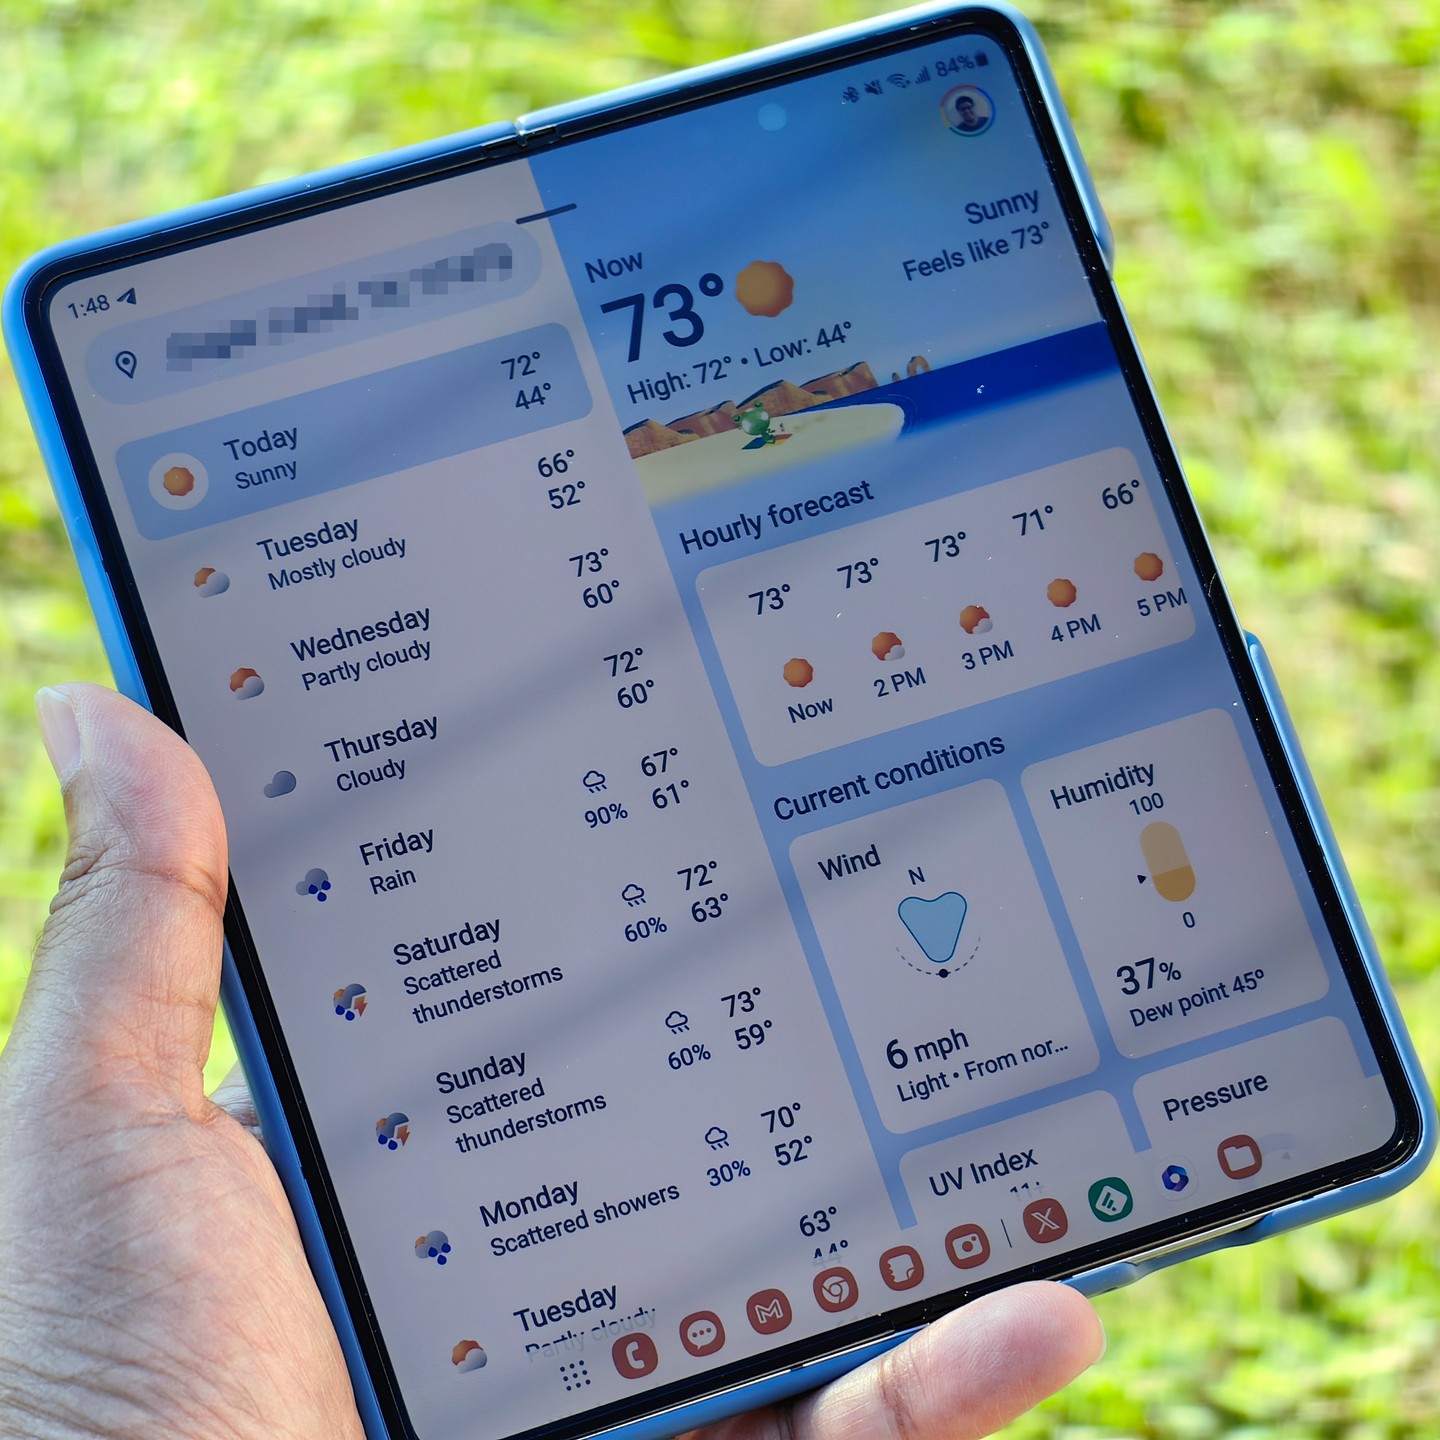 1:48
84%
Today
Sunny
72°
44°
Tuesday
Mostly cloudy
66°
52°
Wednesday
Partly cloudy
73°
60°
Thursday
Cloudy
72°
60°
Friday
Rain
90%
67°
61°
Saturday
Scattered
thunderstorms
60%
72°
63°
Sunday
Scattered
thunderstorms
60%
73°
59°
Monday
Scattered showers
30%
70°
52°
Tuesday
Partly cloudy
63°
44°
Now
73°
High: 72° • Low: 44°
Sunny
Feels like 73°
Hourly forecast
73° 73° 73° 71° 66°
Now 2 PM 3 PM 4 PM 5 PM
Current conditions
Wind
N
6 mph
Light • From nor...
Humidity
100
0
37%
Dew point 45°
UV Index
11+
Pressure